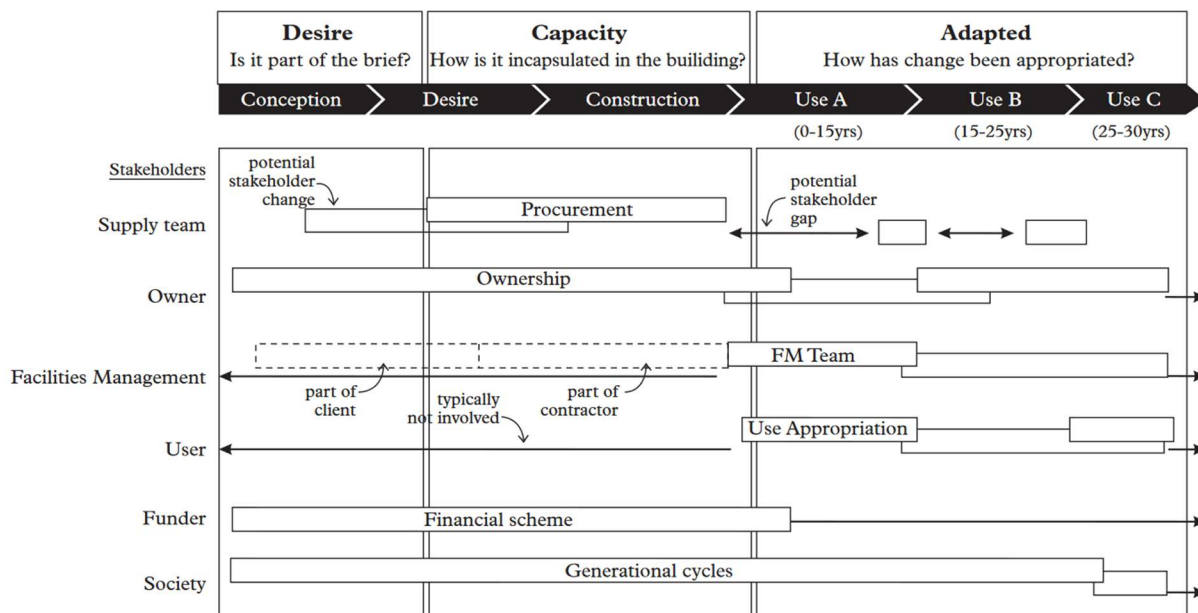 Desire
Is it part of the brief?
Capacity
How is it incapsulated in the builiding?
Adapted
How has change been appropriated?
Conception
Desire
Construction
Use A
Use B
Use C
(0-15yrs)
(15-25yrs)
(25-30yrs)
Stakeholders
potential
stakeholder
change
potential
stakeholder
gap
Supply team
Procurement
Owner
Ownership
Facilities Management
FM Team
part of
client
part of
contractor
typically
not involved
User
Use Appropriation
Funder
Financial scheme
Society
Generational cycles